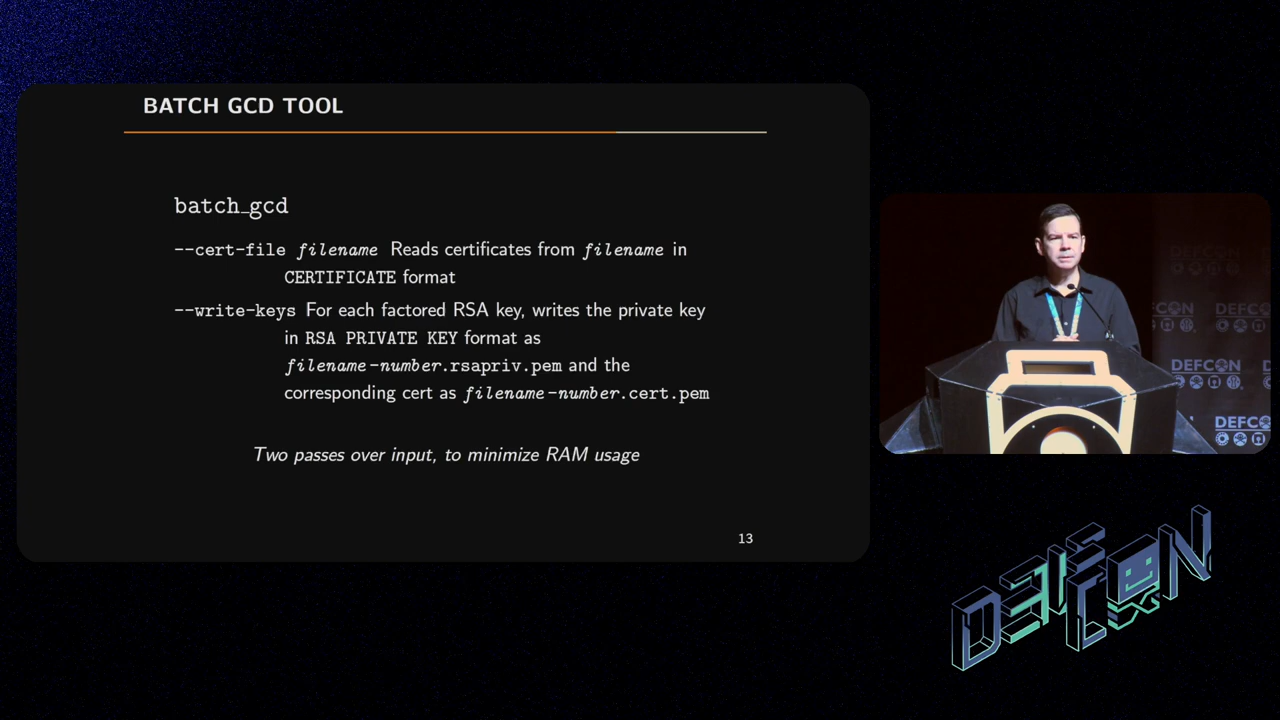 BATCH GCD TOOL
batch_gcd
--cert-file filename Reads certificates from filename in
CERTIFICATE format
--write-keys For each factored RSA key, writes the private key
in RSA PRIVATE KEY format as
filename-number.rsapriv.pem and the
corresponding cert as filename-number.cert.pem
Two passes over input, to minimize RAM usage
13
DEFCON
DEFCON
DEFCON
DEF CON